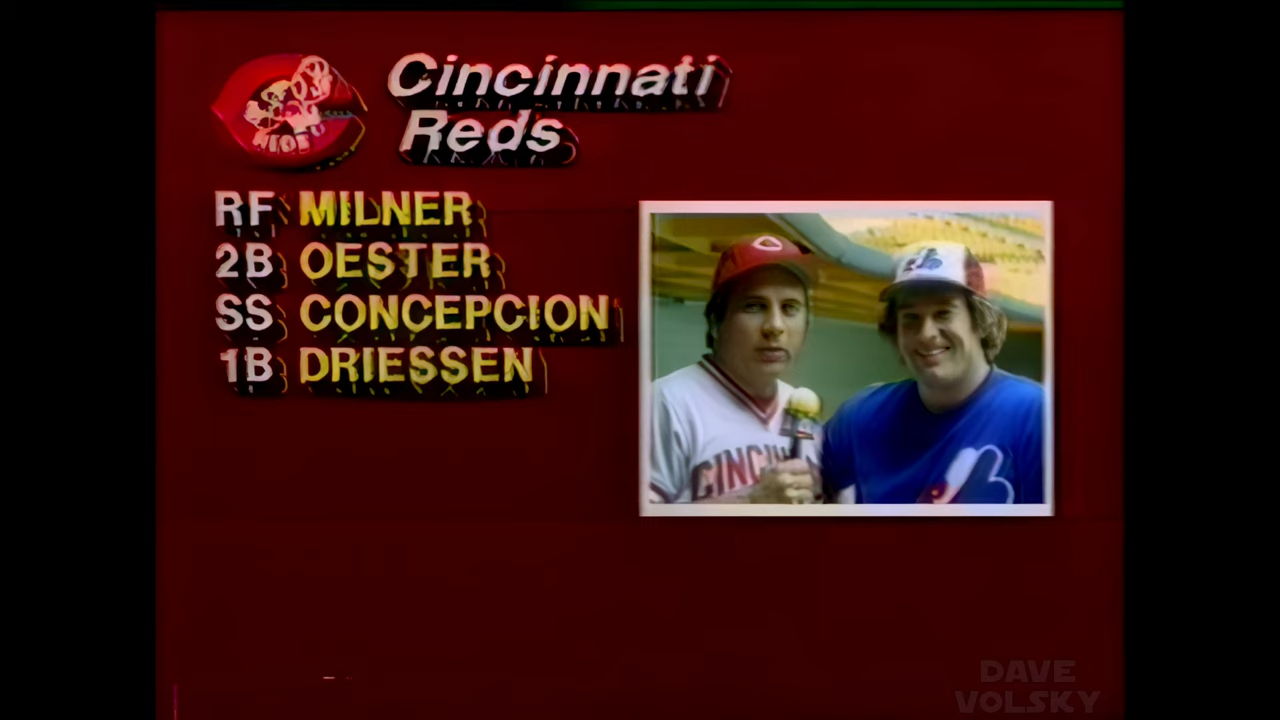 Cincinnati
Reds
RF MILNER
2B OESTER
SS CONCEPCION
1B DRIESSEN
DAVE
VOLSKY